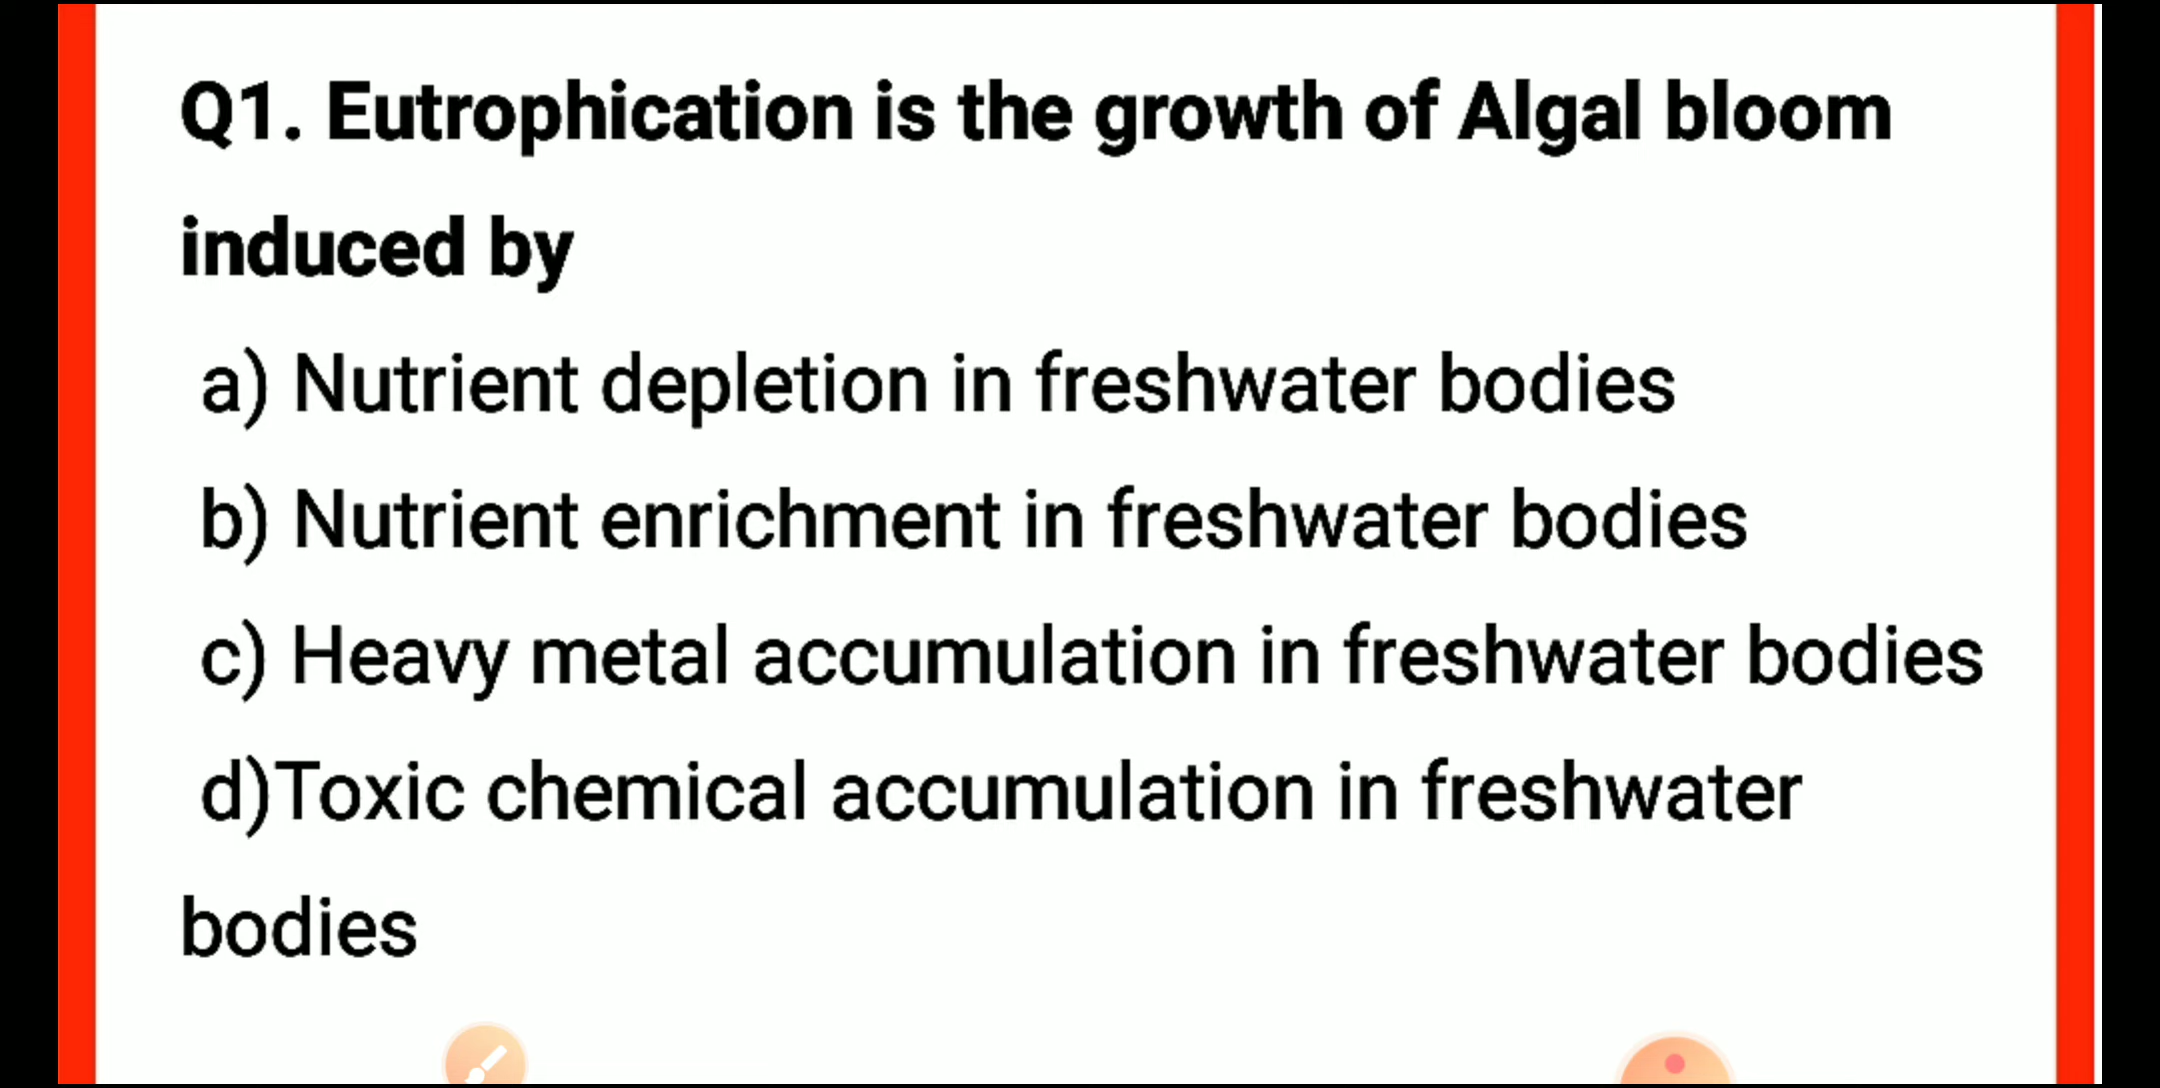 Q1. Eutrophication is the growth of Algal bloom
induced by
a) Nutrient depletion in freshwater bodies
b) Nutrient enrichment in freshwater bodies
c) Heavy metal accumulation in freshwater bodies
d)Toxic chemical accumulation in freshwater
bodies